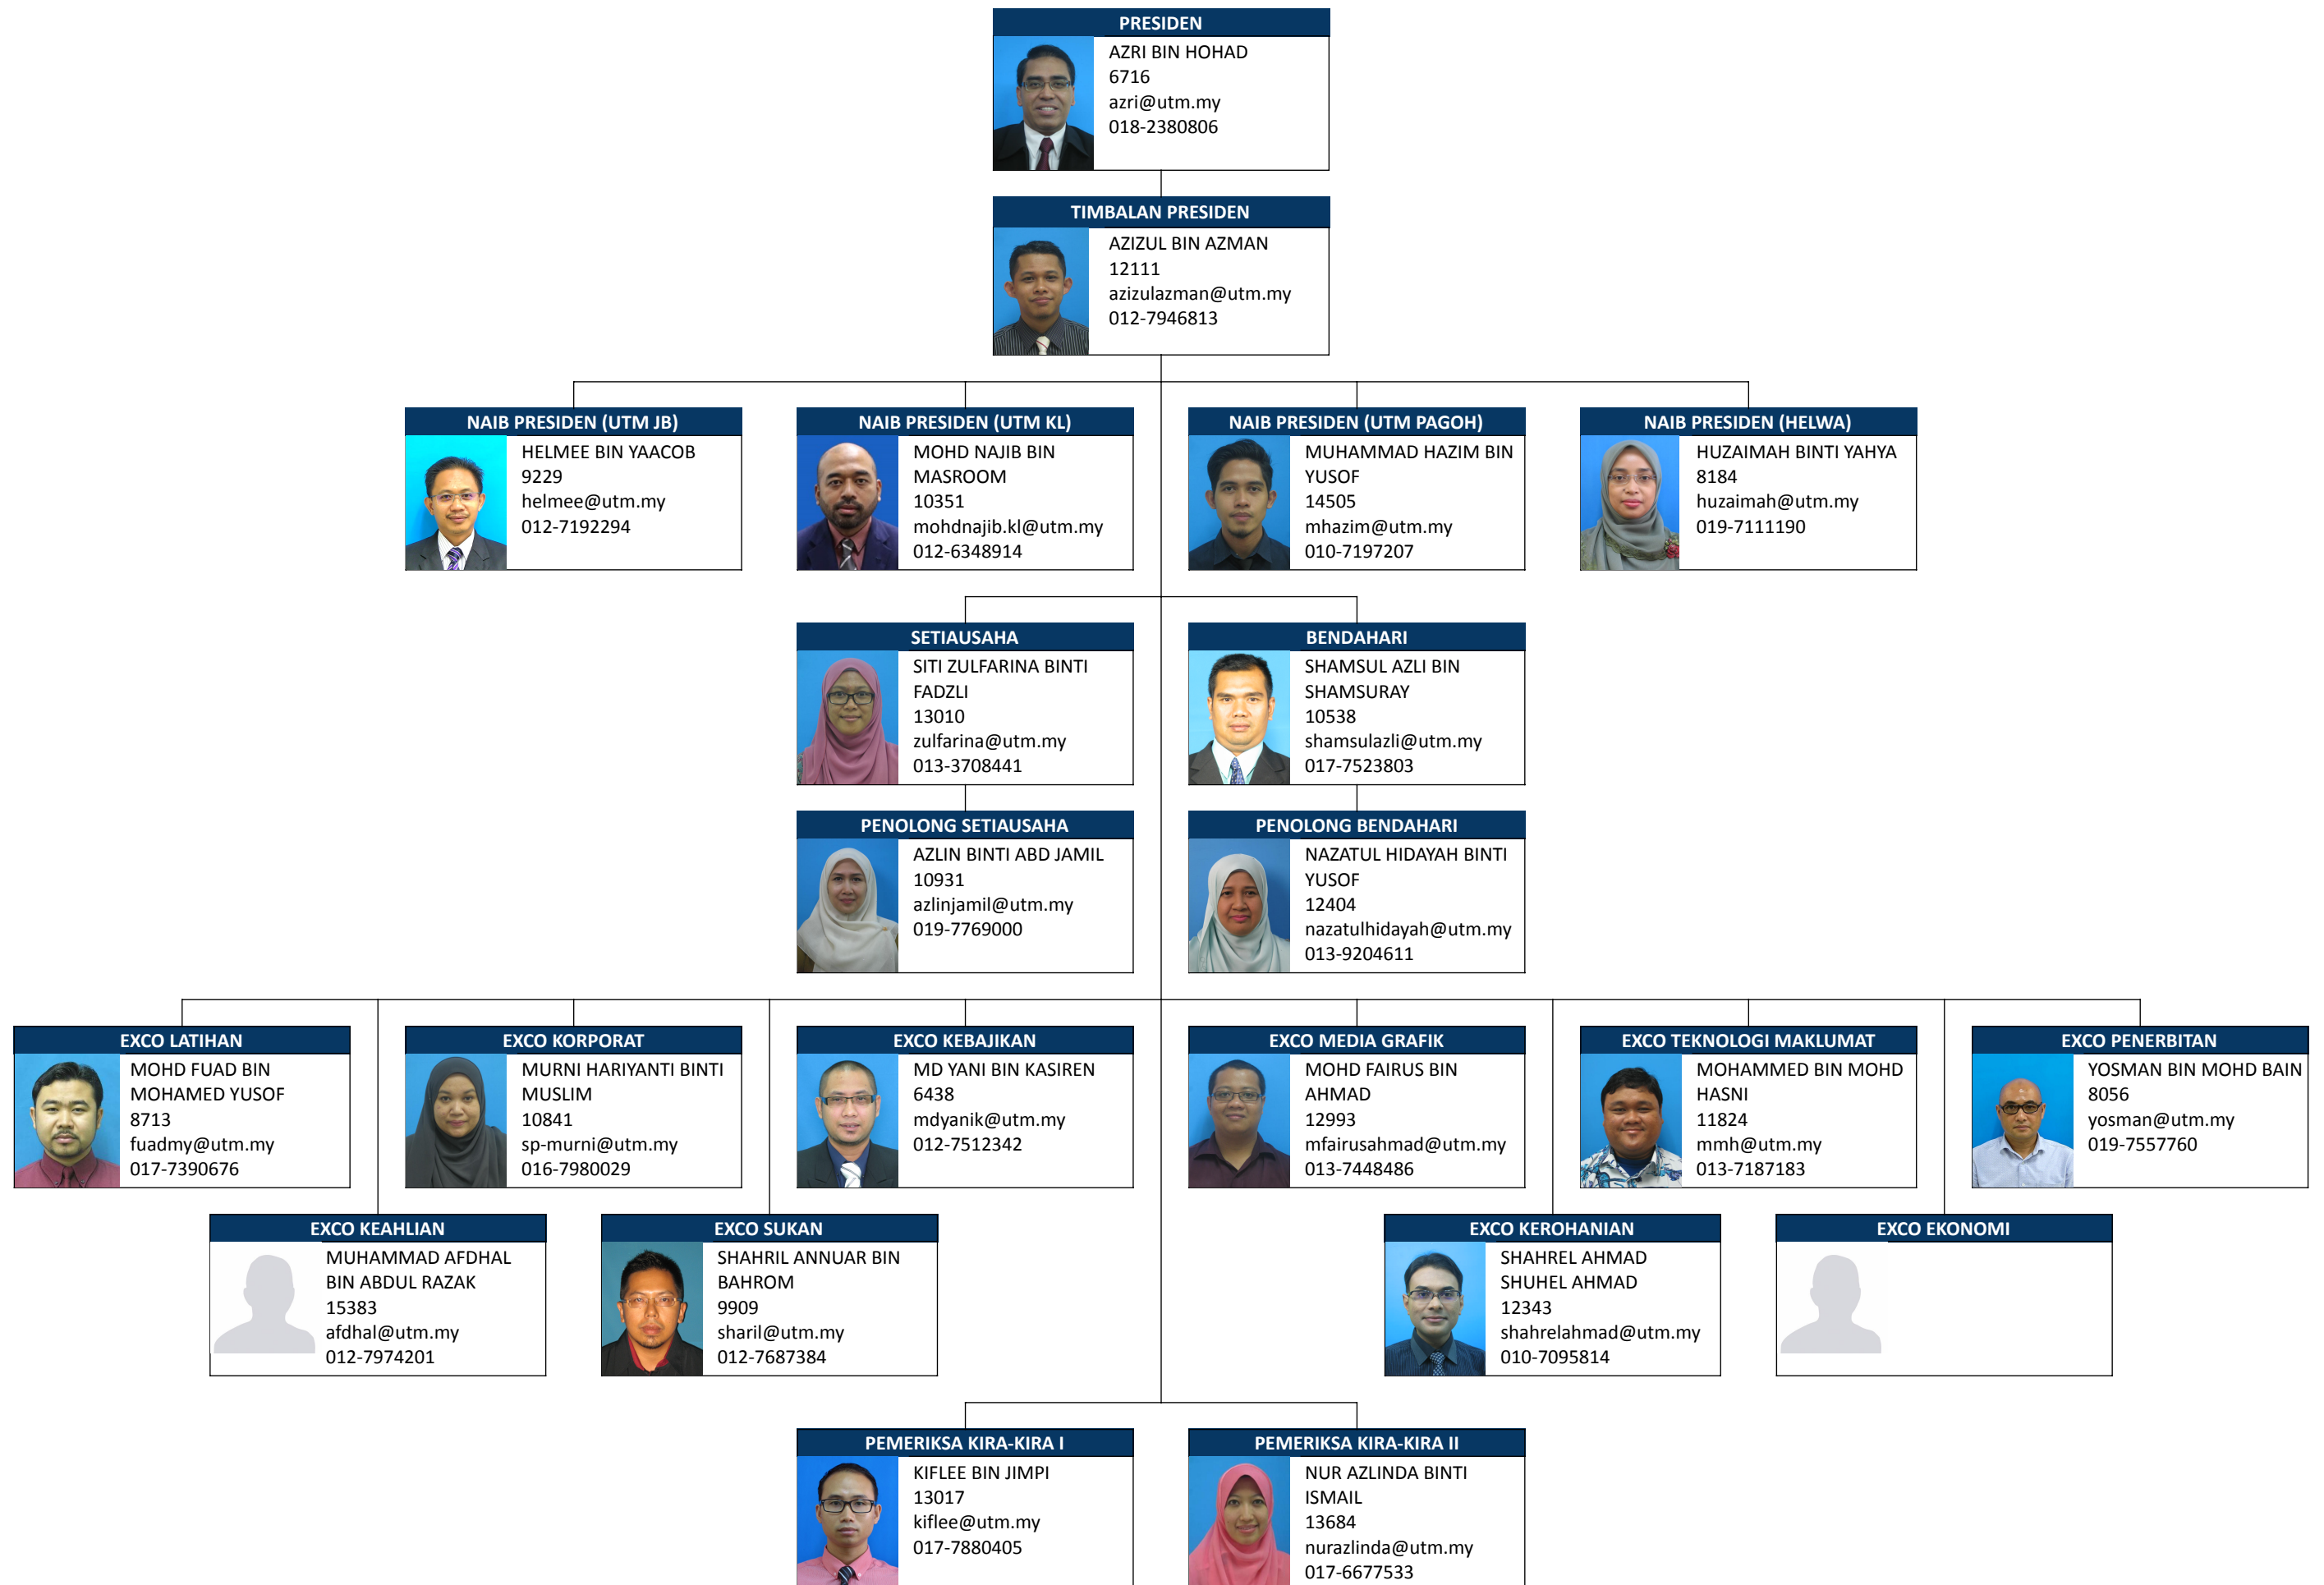 PRESIDEN
AZRI BIN HOHAD
6716
azri@utm.my
018-2380806
TIMBALAN PRESIDEN
AZIZUL BIN AZMAN
12111
azizulazman@utm.my
012-7946813
NAIB PRESIDEN (UTM JB)
HELMEE BIN YAACOB
9229
helmee@utm.my
012-7192294
NAIB PRESIDEN (UTM KL)
MOHD NAJIB BIN
MASROOM
10351
mohdnajib.kl@utm.my
012-6348914
NAIB PRESIDEN (UTM PAGOH)
MUHAMMAD HAZIM BIN
YUSOF
14505
mhazim@utm.my
010-7197207
NAIB PRESIDEN (HELWA)
HUZAIMAH BINTI YAHYA
8184
huzaimah@utm.my
019-7111190
SETIAUSAHA
SITI ZULFARINA BINTI
FADZLI
13010
zulfarina@utm.my
013-3708441
BENDAHARI
SHAMSUL AZLI BIN
SHAMSURAY
10538
shamsulazli@utm.my
017-7523803
PENOLONG SETIAUSAHA
AZLIN BINTI ABD JAMIL
10931
azlinjamil@utm.my
019-7769000
PENOLONG BENDAHARI
NAZATUL HIDAYAH BINTI
YUSOF
12404
nazatulhidayah@utm.my
013-9204611
EXCO LATIHAN
MOHD FUAD BIN
MOHAMED YUSOF
8713
fuadmy@utm.my
017-7390676
EXCO KORPORAT
MURNI HARIYANTI BINTI
MUSLIM
10841
sp-murni@utm.my
016-7980029
EXCO KEBAJIKAN
MD YANI BIN KASIREN
6438
mdyanik@utm.my
012-7512342
EXCO MEDIA GRAFIK
MOHD FAIRUS BIN
AHMAD
12993
mfairusahmad@utm.my
013-7448486
EXCO TEKNOLOGI MAKLUMAT
MOHAMMED BIN MOHD
HASNI
11824
mmh@utm.my
013-7187183
EXCO PENERBITAN
YOSMAN BIN MOHD BAIN
8056
yosman@utm.my
019-7557760
EXCO KEAHLIAN
MUHAMMAD AFDHAL
BIN ABDUL RAZAK
15383
afdhal@utm.my
012-7974201
EXCO SUKAN
SHAHRIL ANNUAR BIN
BAHROM
9909
sharil@utm.my
012-7687384
EXCO KEROHANIAN
SHAHREL AHMAD
SHUHEL AHMAD
12343
shahrelahmad@utm.my
010-7095814
EXCO EKONOMI
PEMERIKSA KIRA-KIRA I
KIFLEE BIN JIMPI
13017
kiflee@utm.my
017-7880405
PEMERIKSA KIRA-KIRA II
NUR AZLINDA BINTI
ISMAIL
13684
nurazlinda@utm.my
017-6677533